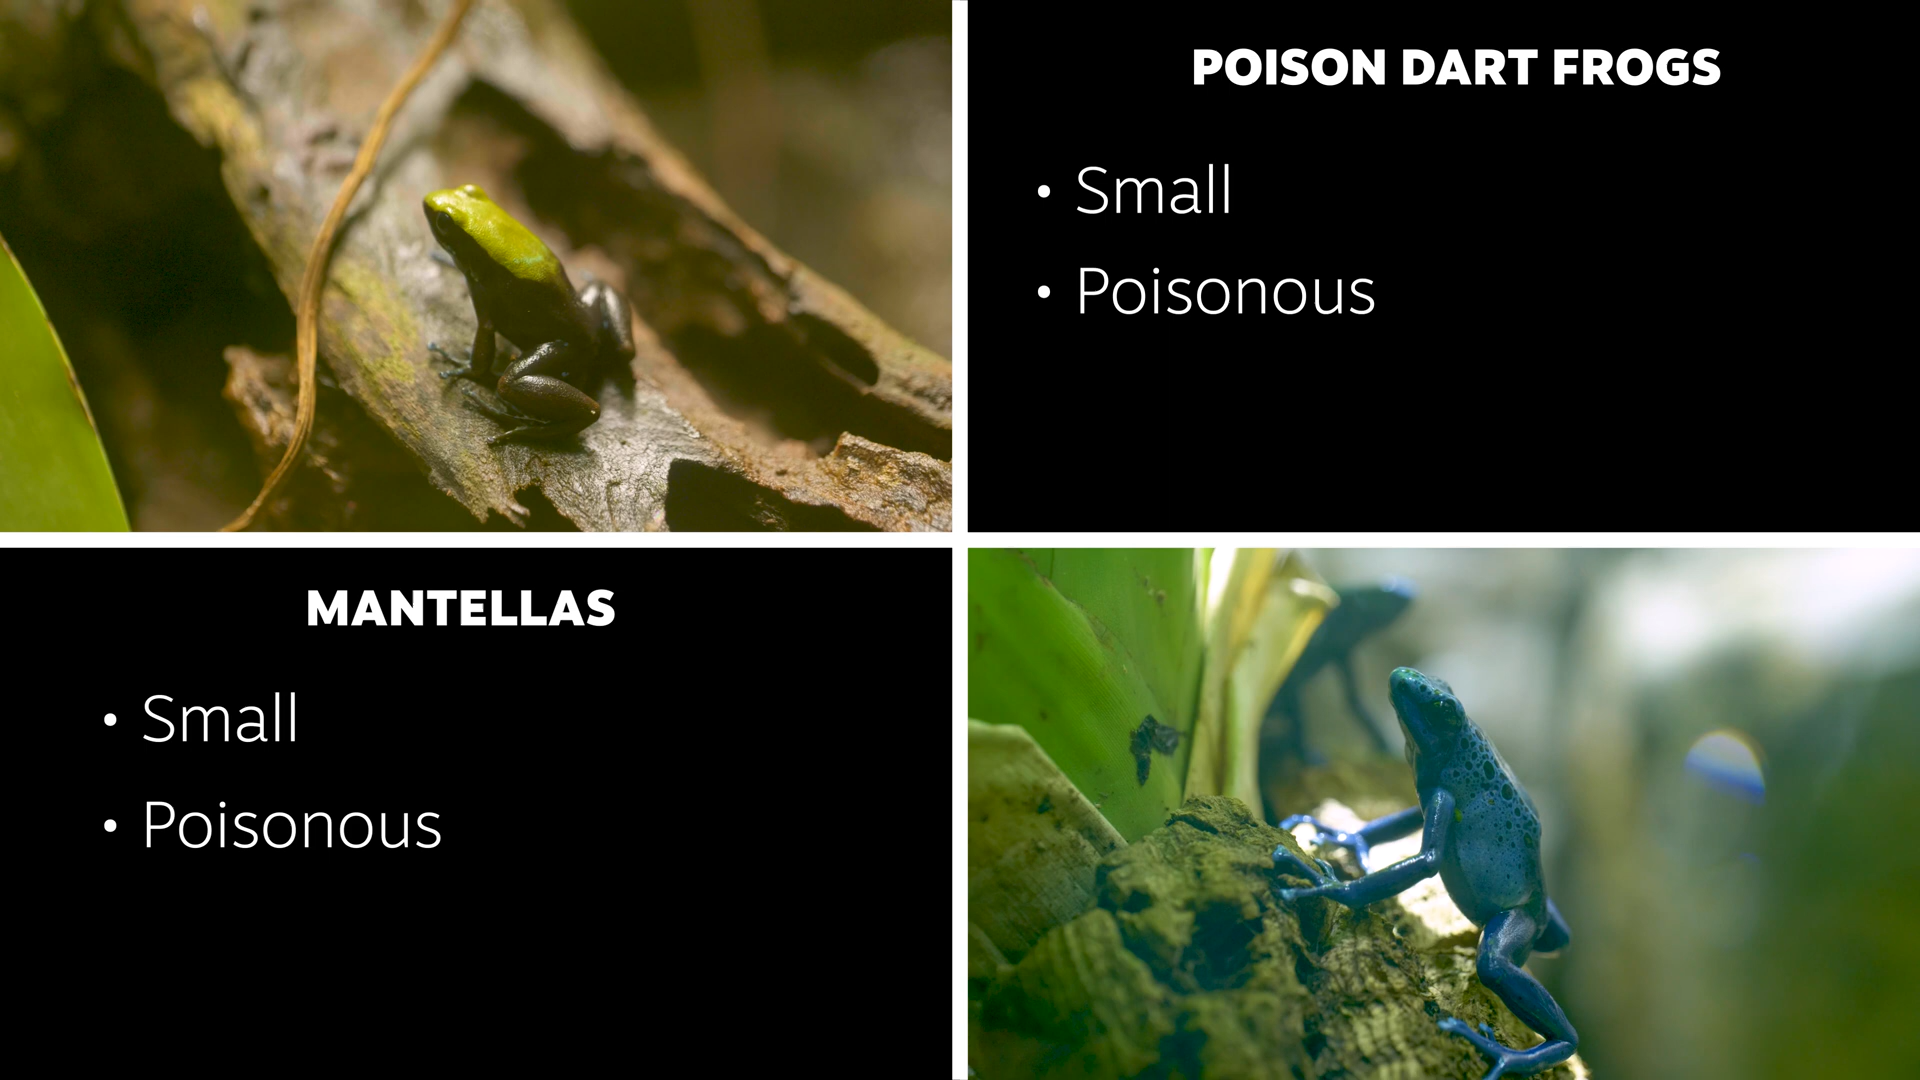 POISON DART FROGS
• Small
• Poisonous
MANTELLAS
• Small
• Poisonous